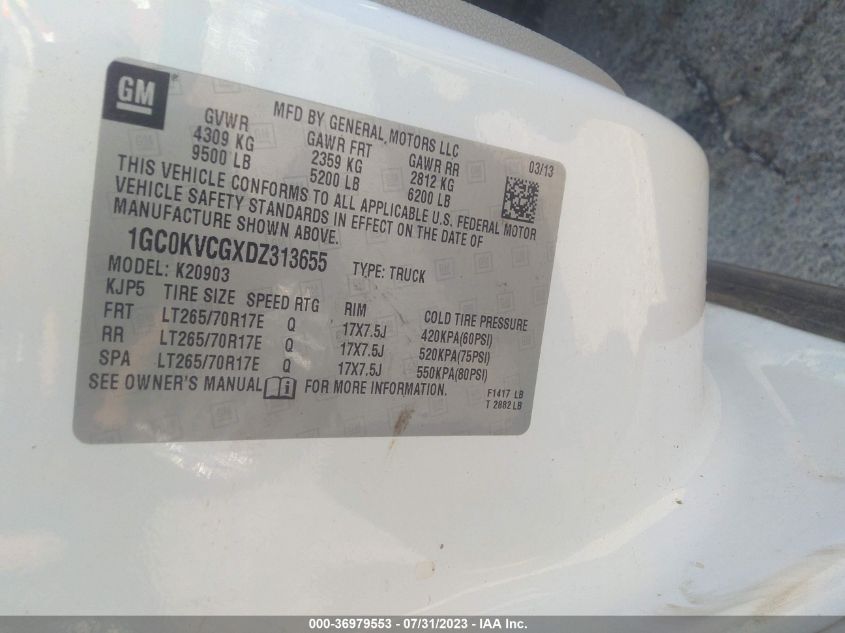 GM
MFD BY GENERAL MOTORS LLC
03/13
GVWR GAWR FRT GAWR RR
4309 KG 2359 KG 2812 KG
9500 LB 5200 LB 6200 LB
THIS VEHICLE CONFORMS TO ALL APPLICABLE U.S. FEDERAL MOTOR
VEHICLE SAFETY STANDARDS IN EFFECT ON THE DATE OF
MANUFACTURE SHOWN ABOVE.
1GC0KVCGXDZ313655 TYPE: TRUCK
MODEL: K20903
KJP5 TIRE SIZE SPEED RTG RIM COLD TIRE PRESSURE
FRT LT265/70R17E Q 17X7.5J 420KPA(60PSI)
RR LT265/70R17E Q 17X7.5J 520KPA(75PSI)
SPA LT265/70R17E Q 17X7.5J 550KPA(80PSI)
SEE OWNER'S MANUAL FOR MORE INFORMATION.
F1417 LB
T 2882 LB
000-36979553 - 07/31/2023 - IAA Inc.